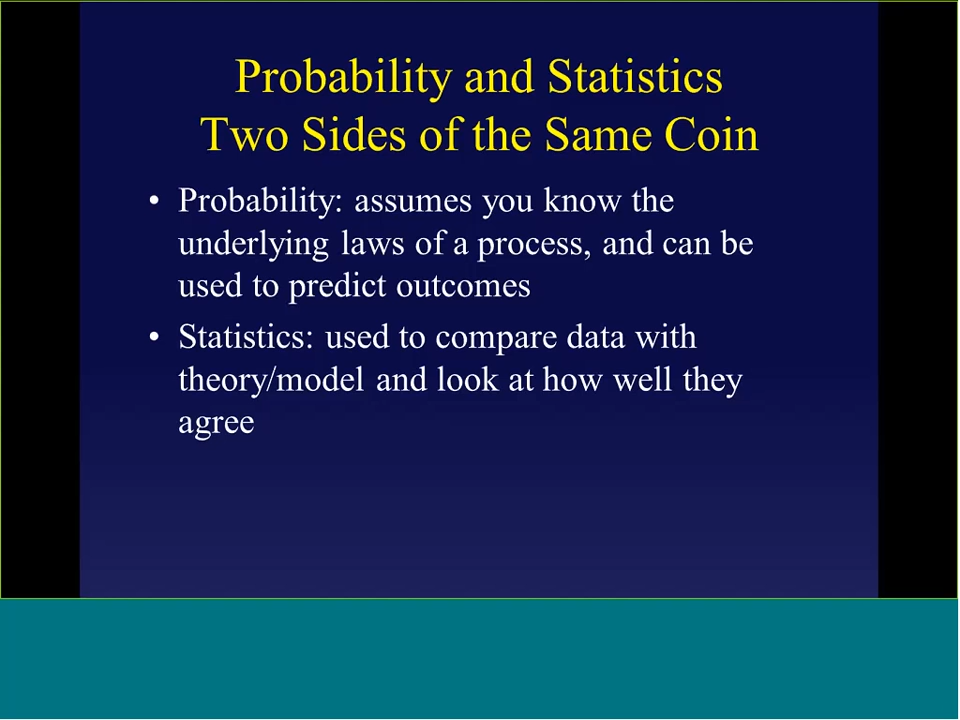 Probability and Statistics
Two Sides of the Same Coin
• Probability: assumes you know the
underlying laws of a process, and can be
used to predict outcomes
• Statistics: used to compare data with
theory/model and look at how well they
agree